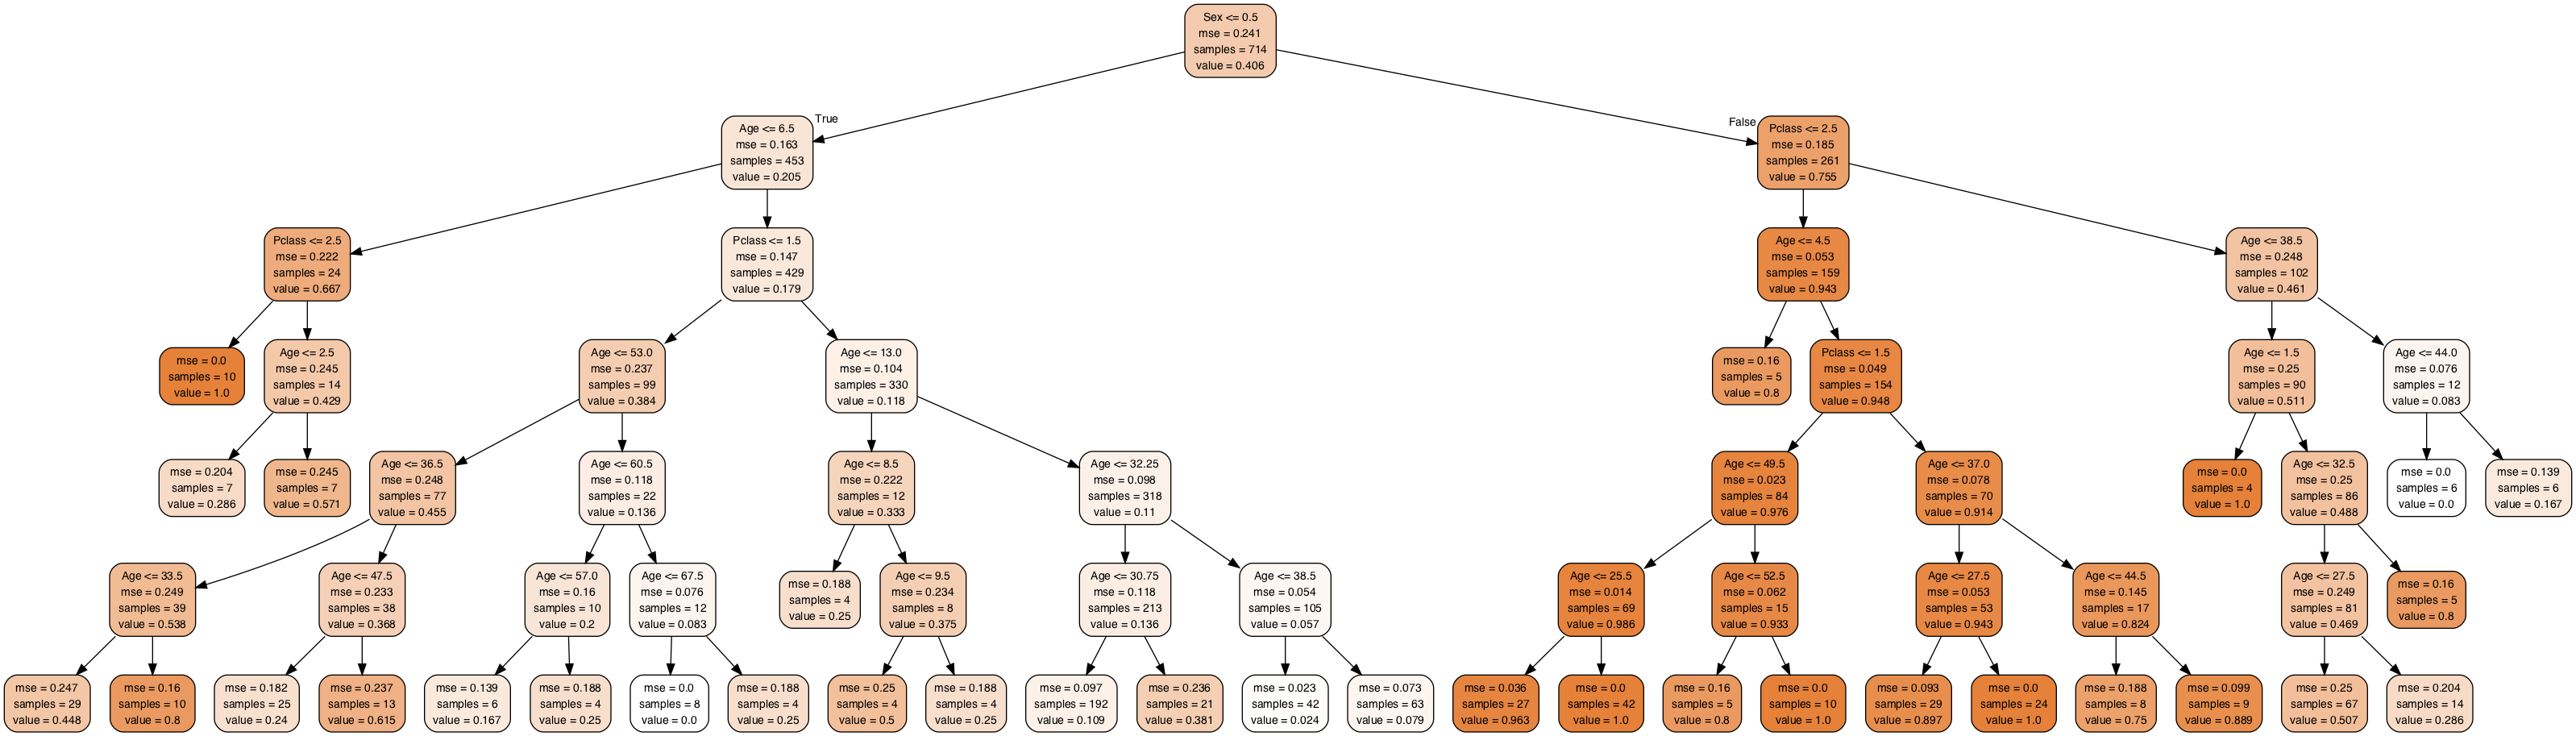 Sex <= 0.5
mse = 0.241
samples = 714
value = 0.406
True
False
Age <= 6.5
mse = 0.163
samples = 453
value = 0.205
Pclass <= 2.5
mse = 0.185
samples = 261
value = 0.755
Pclass <= 2.5
mse = 0.222
samples = 24
value = 0.667
Pclass <= 1.5
mse = 0.147
samples = 429
value = 0.179
Age <= 4.5
mse = 0.053
samples = 159
value = 0.943
Age <= 38.5
mse = 0.248
samples = 102
value = 0.461
mse = 0.0
samples = 10
value = 1.0
Age <= 2.5
mse = 0.245
samples = 14
value = 0.429
Age <= 53.0
mse = 0.237
samples = 99
value = 0.384
Age <= 13.0
mse = 0.104
samples = 330
value = 0.118
mse = 0.16
samples = 5
value = 0.8
Pclass <= 1.5
mse = 0.049
samples = 154
value = 0.948
Age <= 1.5
mse = 0.25
samples = 90
value = 0.511
Age <= 44.0
mse = 0.076
samples = 12
value = 0.083
mse = 0.204
samples = 7
value = 0.286
mse = 0.245
samples = 7
value = 0.571
Age <= 36.5
mse = 0.248
samples = 77
value = 0.455
Age <= 60.5
mse = 0.118
samples = 22
value = 0.136
Age <= 8.5
mse = 0.222
samples = 12
value = 0.333
Age <= 32.25
mse = 0.098
samples = 318
value = 0.11
Age <= 49.5
mse = 0.023
samples = 84
value = 0.976
Age <= 37.0
mse = 0.078
samples = 70
value = 0.914
mse = 0.0
samples = 4
value = 1.0
Age <= 32.5
mse = 0.25
samples = 86
value = 0.488
mse = 0.0
samples = 6
value = 0.0
mse = 0.139
samples = 6
value = 0.167
Age <= 33.5
mse = 0.249
samples = 39
value = 0.538
Age <= 47.5
mse = 0.233
samples = 38
value = 0.368
Age <= 57.0
mse = 0.16
samples = 10
value = 0.2
Age <= 67.5
mse = 0.076
samples = 12
value = 0.083
mse = 0.188
samples = 4
value = 0.25
Age <= 9.5
mse = 0.234
samples = 8
value = 0.375
Age <= 30.75
mse = 0.118
samples = 213
value = 0.136
Age <= 38.5
mse = 0.054
samples = 105
value = 0.057
Age <= 25.5
mse = 0.014
samples = 69
value = 0.986
Age <= 52.5
mse = 0.062
samples = 15
value = 0.933
Age <= 27.5
mse = 0.053
samples = 53
value = 0.943
Age <= 44.5
mse = 0.145
samples = 17
value = 0.824
Age <= 27.5
mse = 0.249
samples = 81
value = 0.469
mse = 0.16
samples = 5
value = 0.8
mse = 0.247
samples = 29
value = 0.448
mse = 0.16
samples = 10
value = 0.8
mse = 0.182
samples = 25
value = 0.24
mse = 0.237
samples = 13
value = 0.615
mse = 0.139
samples = 6
value = 0.167
mse = 0.188
samples = 4
value = 0.25
mse = 0.0
samples = 8
value = 0.0
mse = 0.188
samples = 4
value = 0.25
mse = 0.25
samples = 4
value = 0.5
mse = 0.188
samples = 4
value = 0.25
mse = 0.097
samples = 192
value = 0.109
mse = 0.236
samples = 21
value = 0.381
mse = 0.023
samples = 42
value = 0.024
mse = 0.073
samples = 63
value = 0.079
mse = 0.036
samples = 27
value = 0.963
mse = 0.0
samples = 42
value = 1.0
mse = 0.16
samples = 5
value = 0.8
mse = 0.0
samples = 10
value = 1.0
mse = 0.093
samples = 29
value = 0.897
mse = 0.0
samples = 24
value = 1.0
mse = 0.188
samples = 8
value = 0.75
mse = 0.099
samples = 9
value = 0.889
mse = 0.25
samples = 67
value = 0.507
mse = 0.204
samples = 14
value = 0.286